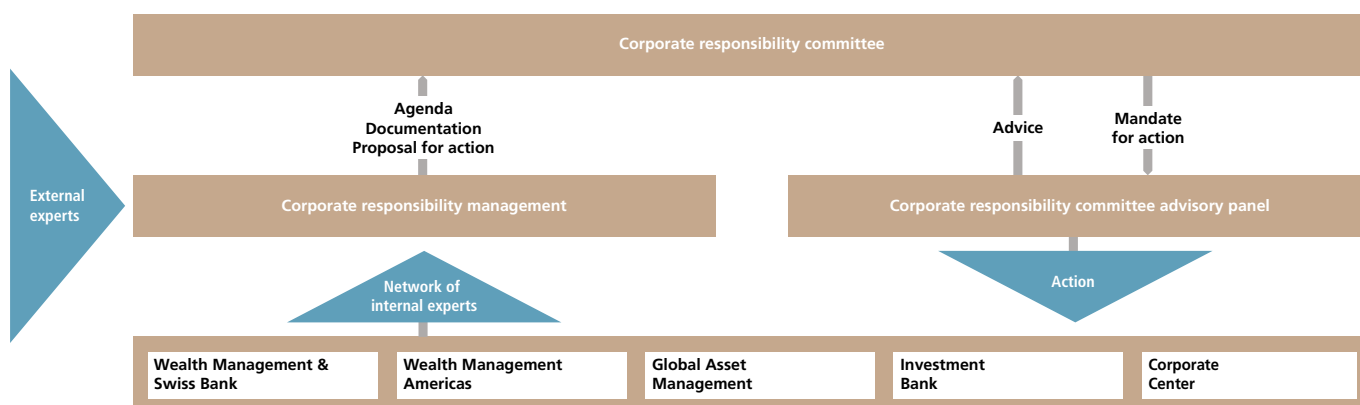 Corporate responsibility committee
Agenda
Documentation
Proposal for action
Advice
Mandate
for action
External
experts
Corporate responsibility management
Corporate responsibility committee advisory panel
Network of
internal experts
Action
Wealth Management &
Swiss Bank
Wealth Management
Americas
Global Asset
Management
Investment
Bank
Corporate
Center